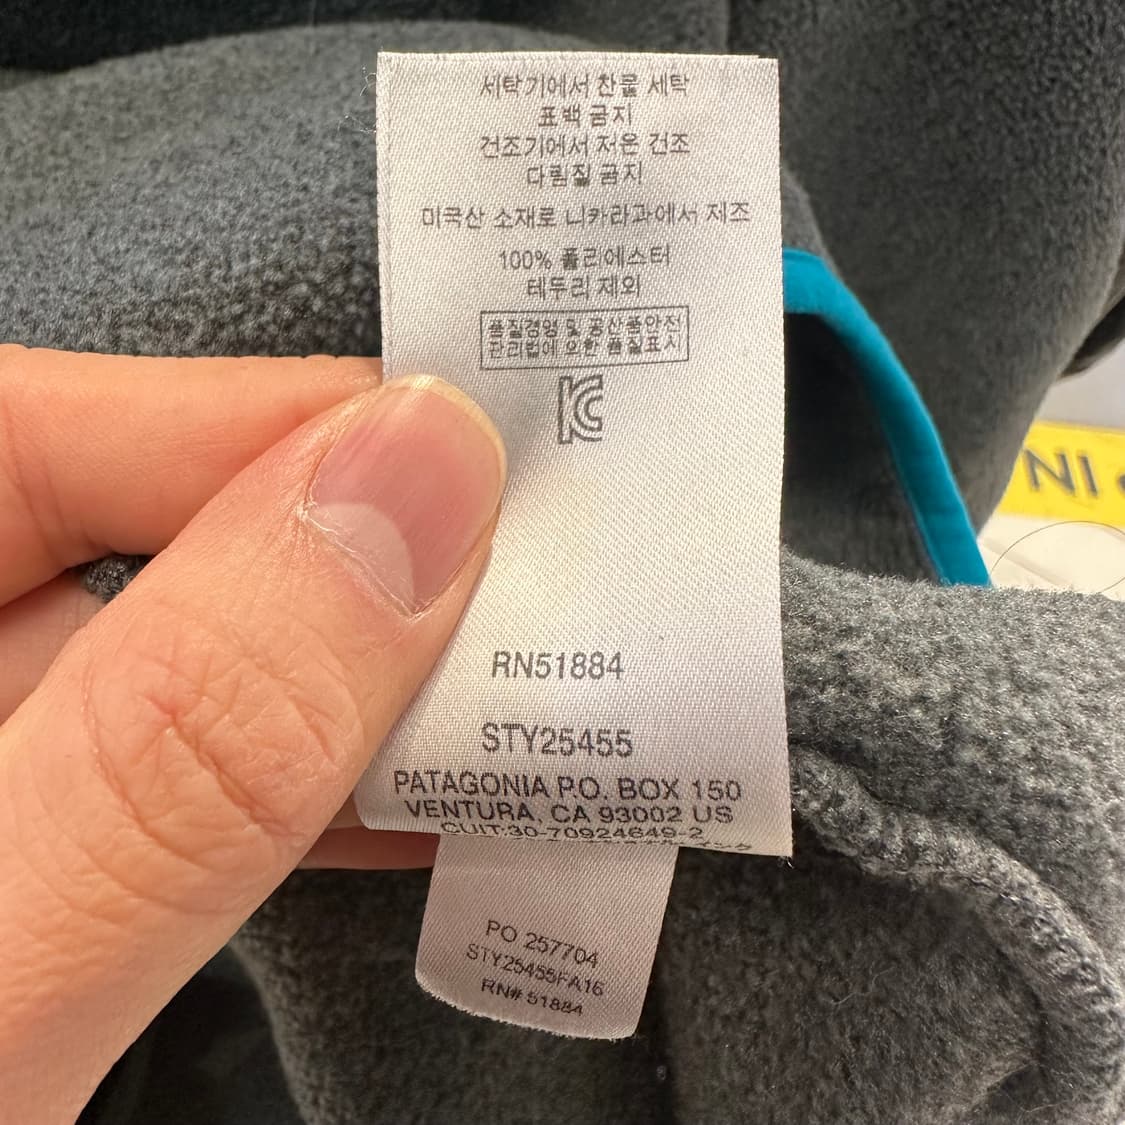 세탁기에서 찬물 세탁
표백 금지
건조기에서 저온 건조
다림질 금지
미국산 소재로 니카라과에서 제조
100% 폴리에스터
테두리 제외
품질경영 및 공산품안전
관리법에 의한 품질표시
KC
RN51884
STY25455
PATAGONIA P.O. BOX 150
VENTURA, CA 93002 US
CUIT:30-70924649-2
PO 257704
STY25455FA16
RN# 51884
NI